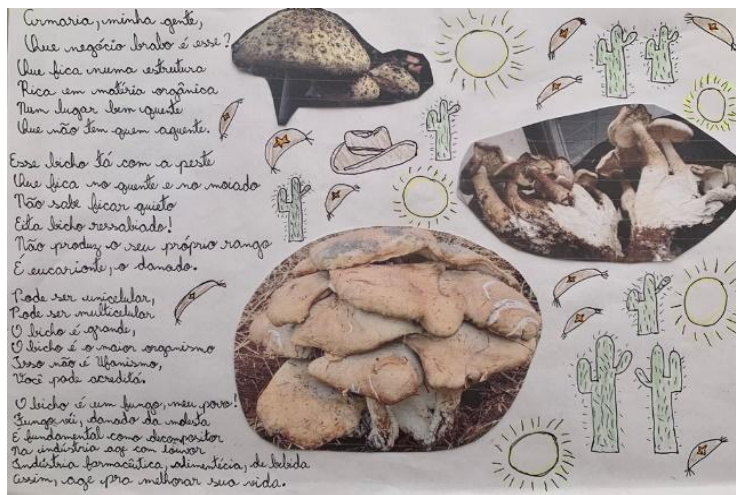 Armaria, minha gente,
Que negócio brabo é esse?
Que fica numa estrutura
Rica em matéria orgânica
Num lugar bem quente
Que não tem quem aguente.
Esse bicho tá com a peste
Que fica no quente e no moiado
Não sabe ficar quieto
Eita bicho ressabiado!
Não produz o seu próprio rango
É eucarionte, o danado.
Pode ser unicelular,
Pode ser multicelular
O bicho é grande,
O bicho é o maior organismo
Isso não é Ufanismo,
Você pode acreditá.
O bicho é um fungo, meu povo!
Fungo véi, danado da molesta
É fundamental como decompositor
Na indústria age com louvor
Indústria farmacêutica, alimentícia, de bebida
Assim, age pra melhorar sua vida.